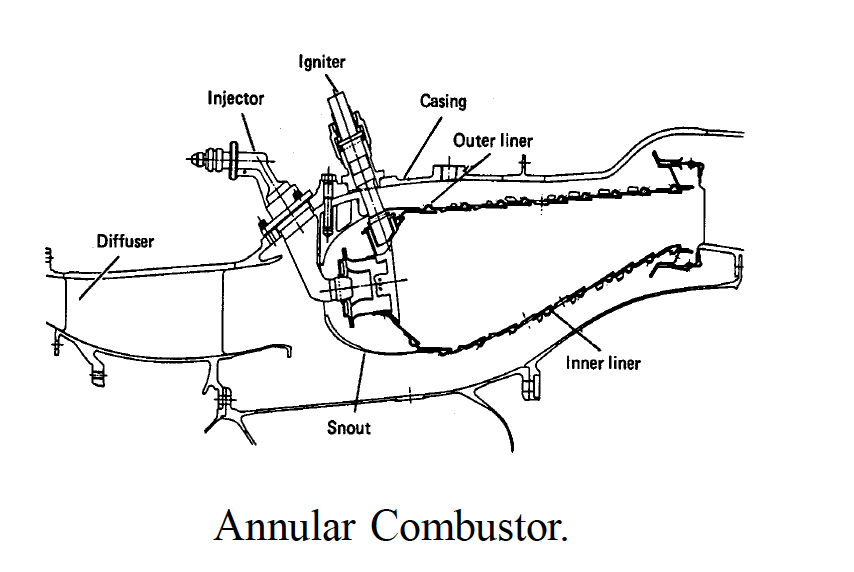 Igniter
Injector
Casing
Outer liner
Diffuser
Inner liner
Snout
Annular Combustor.